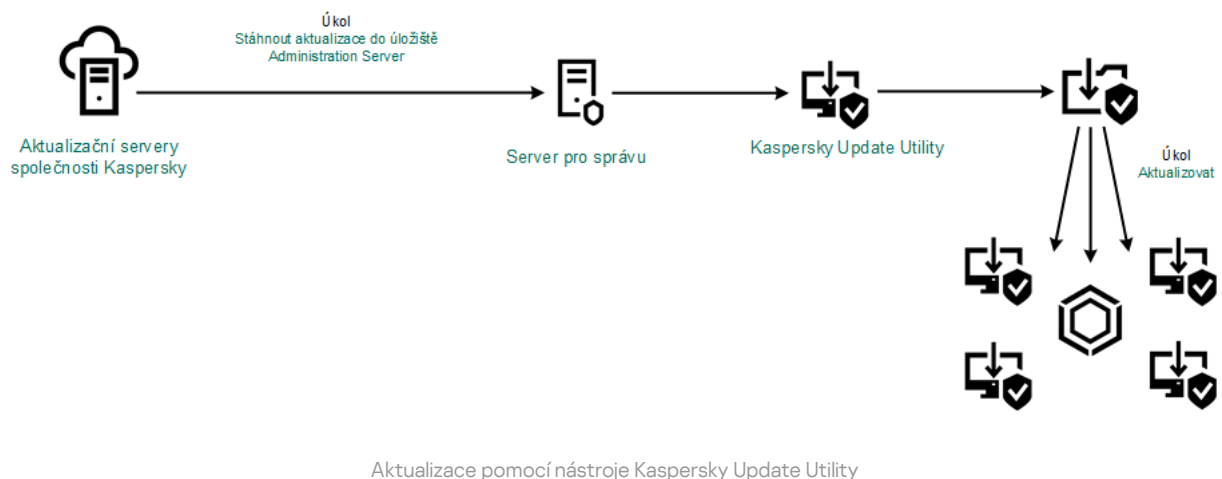 Úkol
Stáhnout aktualizace do úložiště
Administration Server
Aktualizační servery
společnosti Kaspersky
Server pro správu
Kaspersky Update Utility
Úkol
Aktualizovat
Aktualizace pomocí nástroje Kaspersky Update Utility